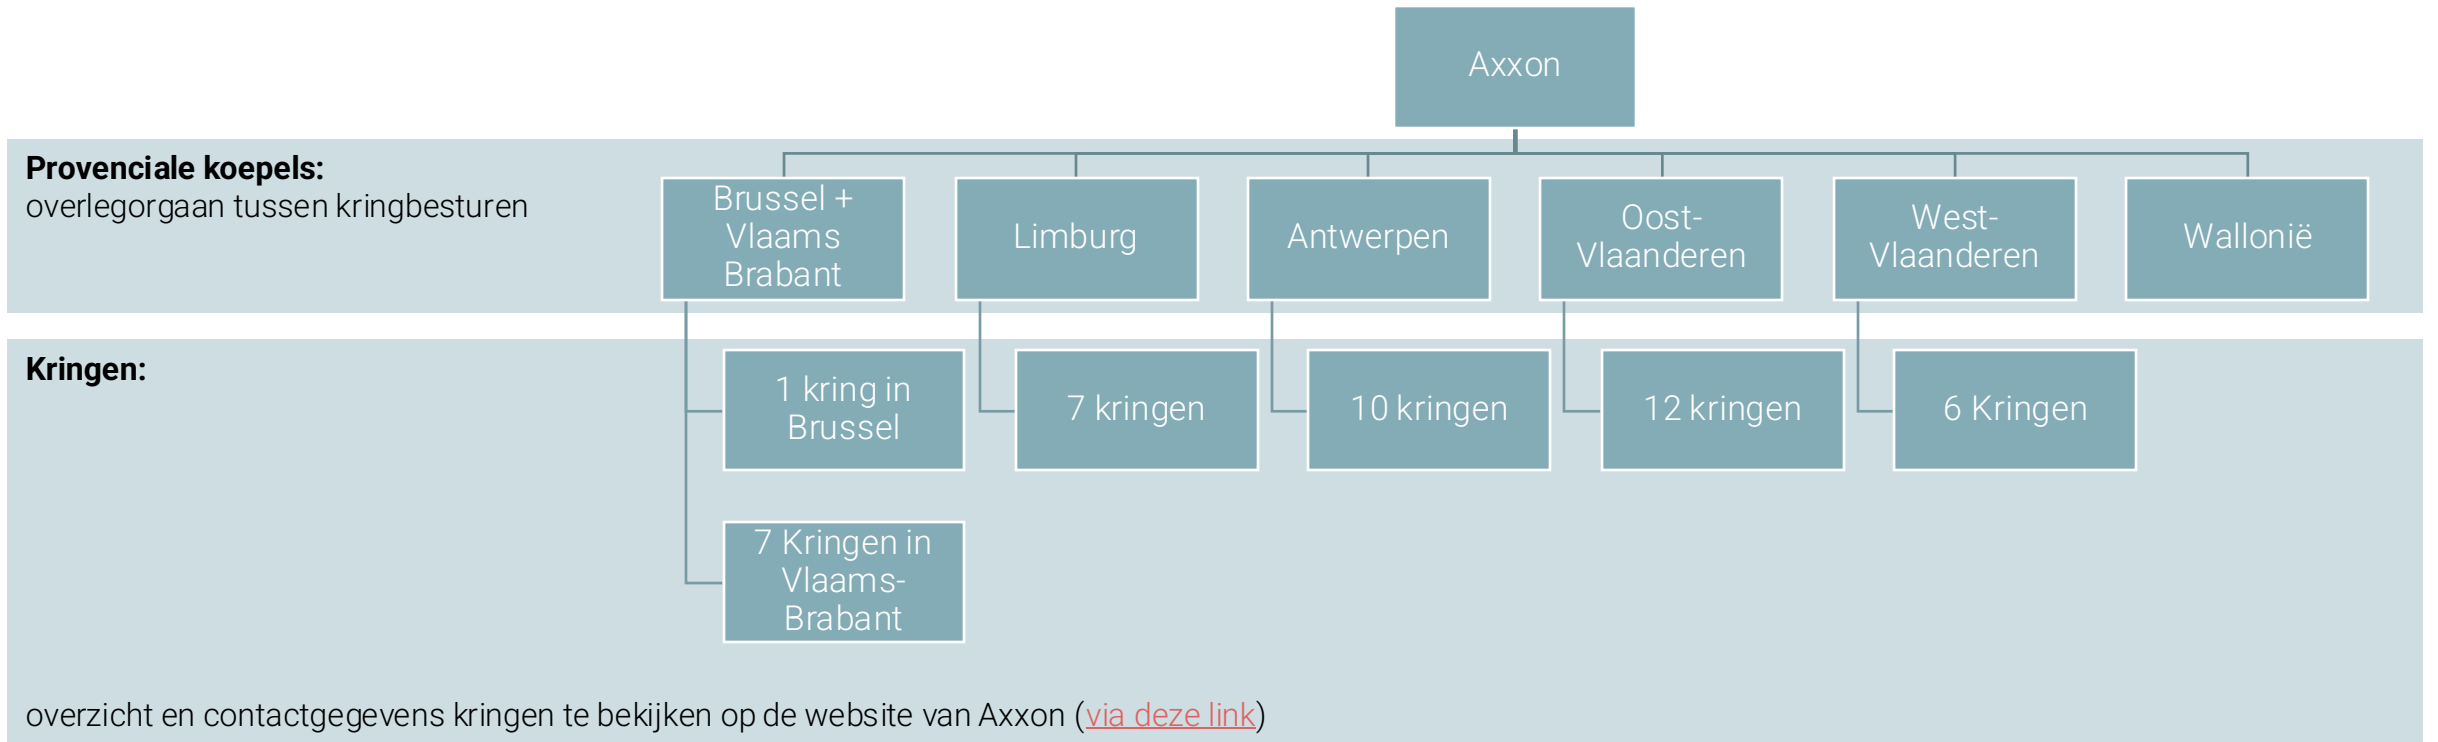 Axxon
Provenciale koepels:
overlegorgaan tussen kringbesturen
Brussel +
Vlaams
Brabant
Limburg
Antwerpen
Oost-
Vlaanderen
West-
Vlaanderen
Wallonië
Kringen:
1 kring in
Brussel
7 kringen
10 kringen
12 kringen
6 Kringen
7 Kringen in
Vlaams-
Brabant
overzicht en contactgegevens kringen te bekijken op de website van Axxon (via deze link)